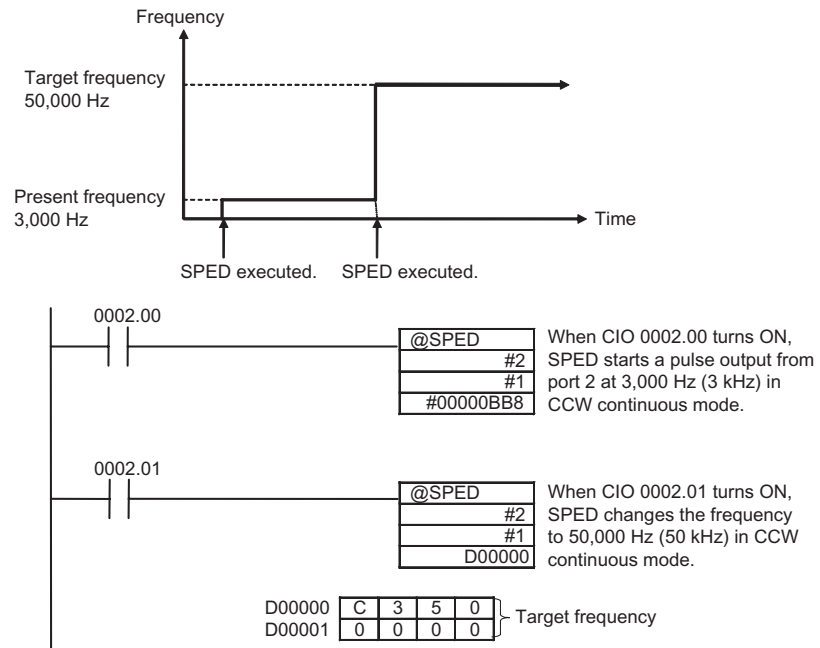 Frequency
Target frequency
50,000 Hz
Present frequency
3,000 Hz
Time
SPED executed. SPED executed.
0002.00
@SPED
#2
#1
#00000BB8
When CIO 0002.00 turns ON,
SPED starts a pulse output from
port 2 at 3,000 Hz (3 kHz) in
CCW continuous mode.
0002.01
@SPED
#2
#1
D00000
When CIO 0002.01 turns ON,
SPED changes the frequency
to 50,000 Hz (50 kHz) in CCW
continuous mode.
D00000 C 3 5 0
D00001 0 0 0 0
Target frequency